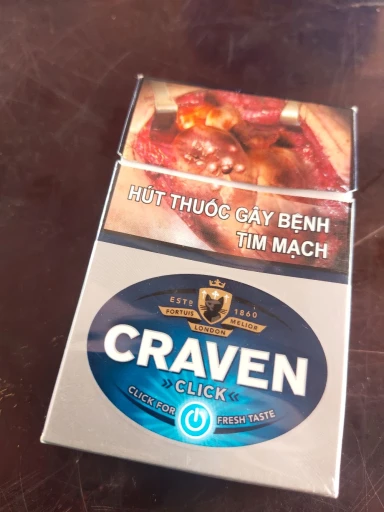 HÚT THUỐC GÂY BỆNH
TIM MẠCH
ESTD 1860
FORTUIS MELIOR
LONDON
CRAVEN
»CLICK«
CLICK FOR FRESH TASTE